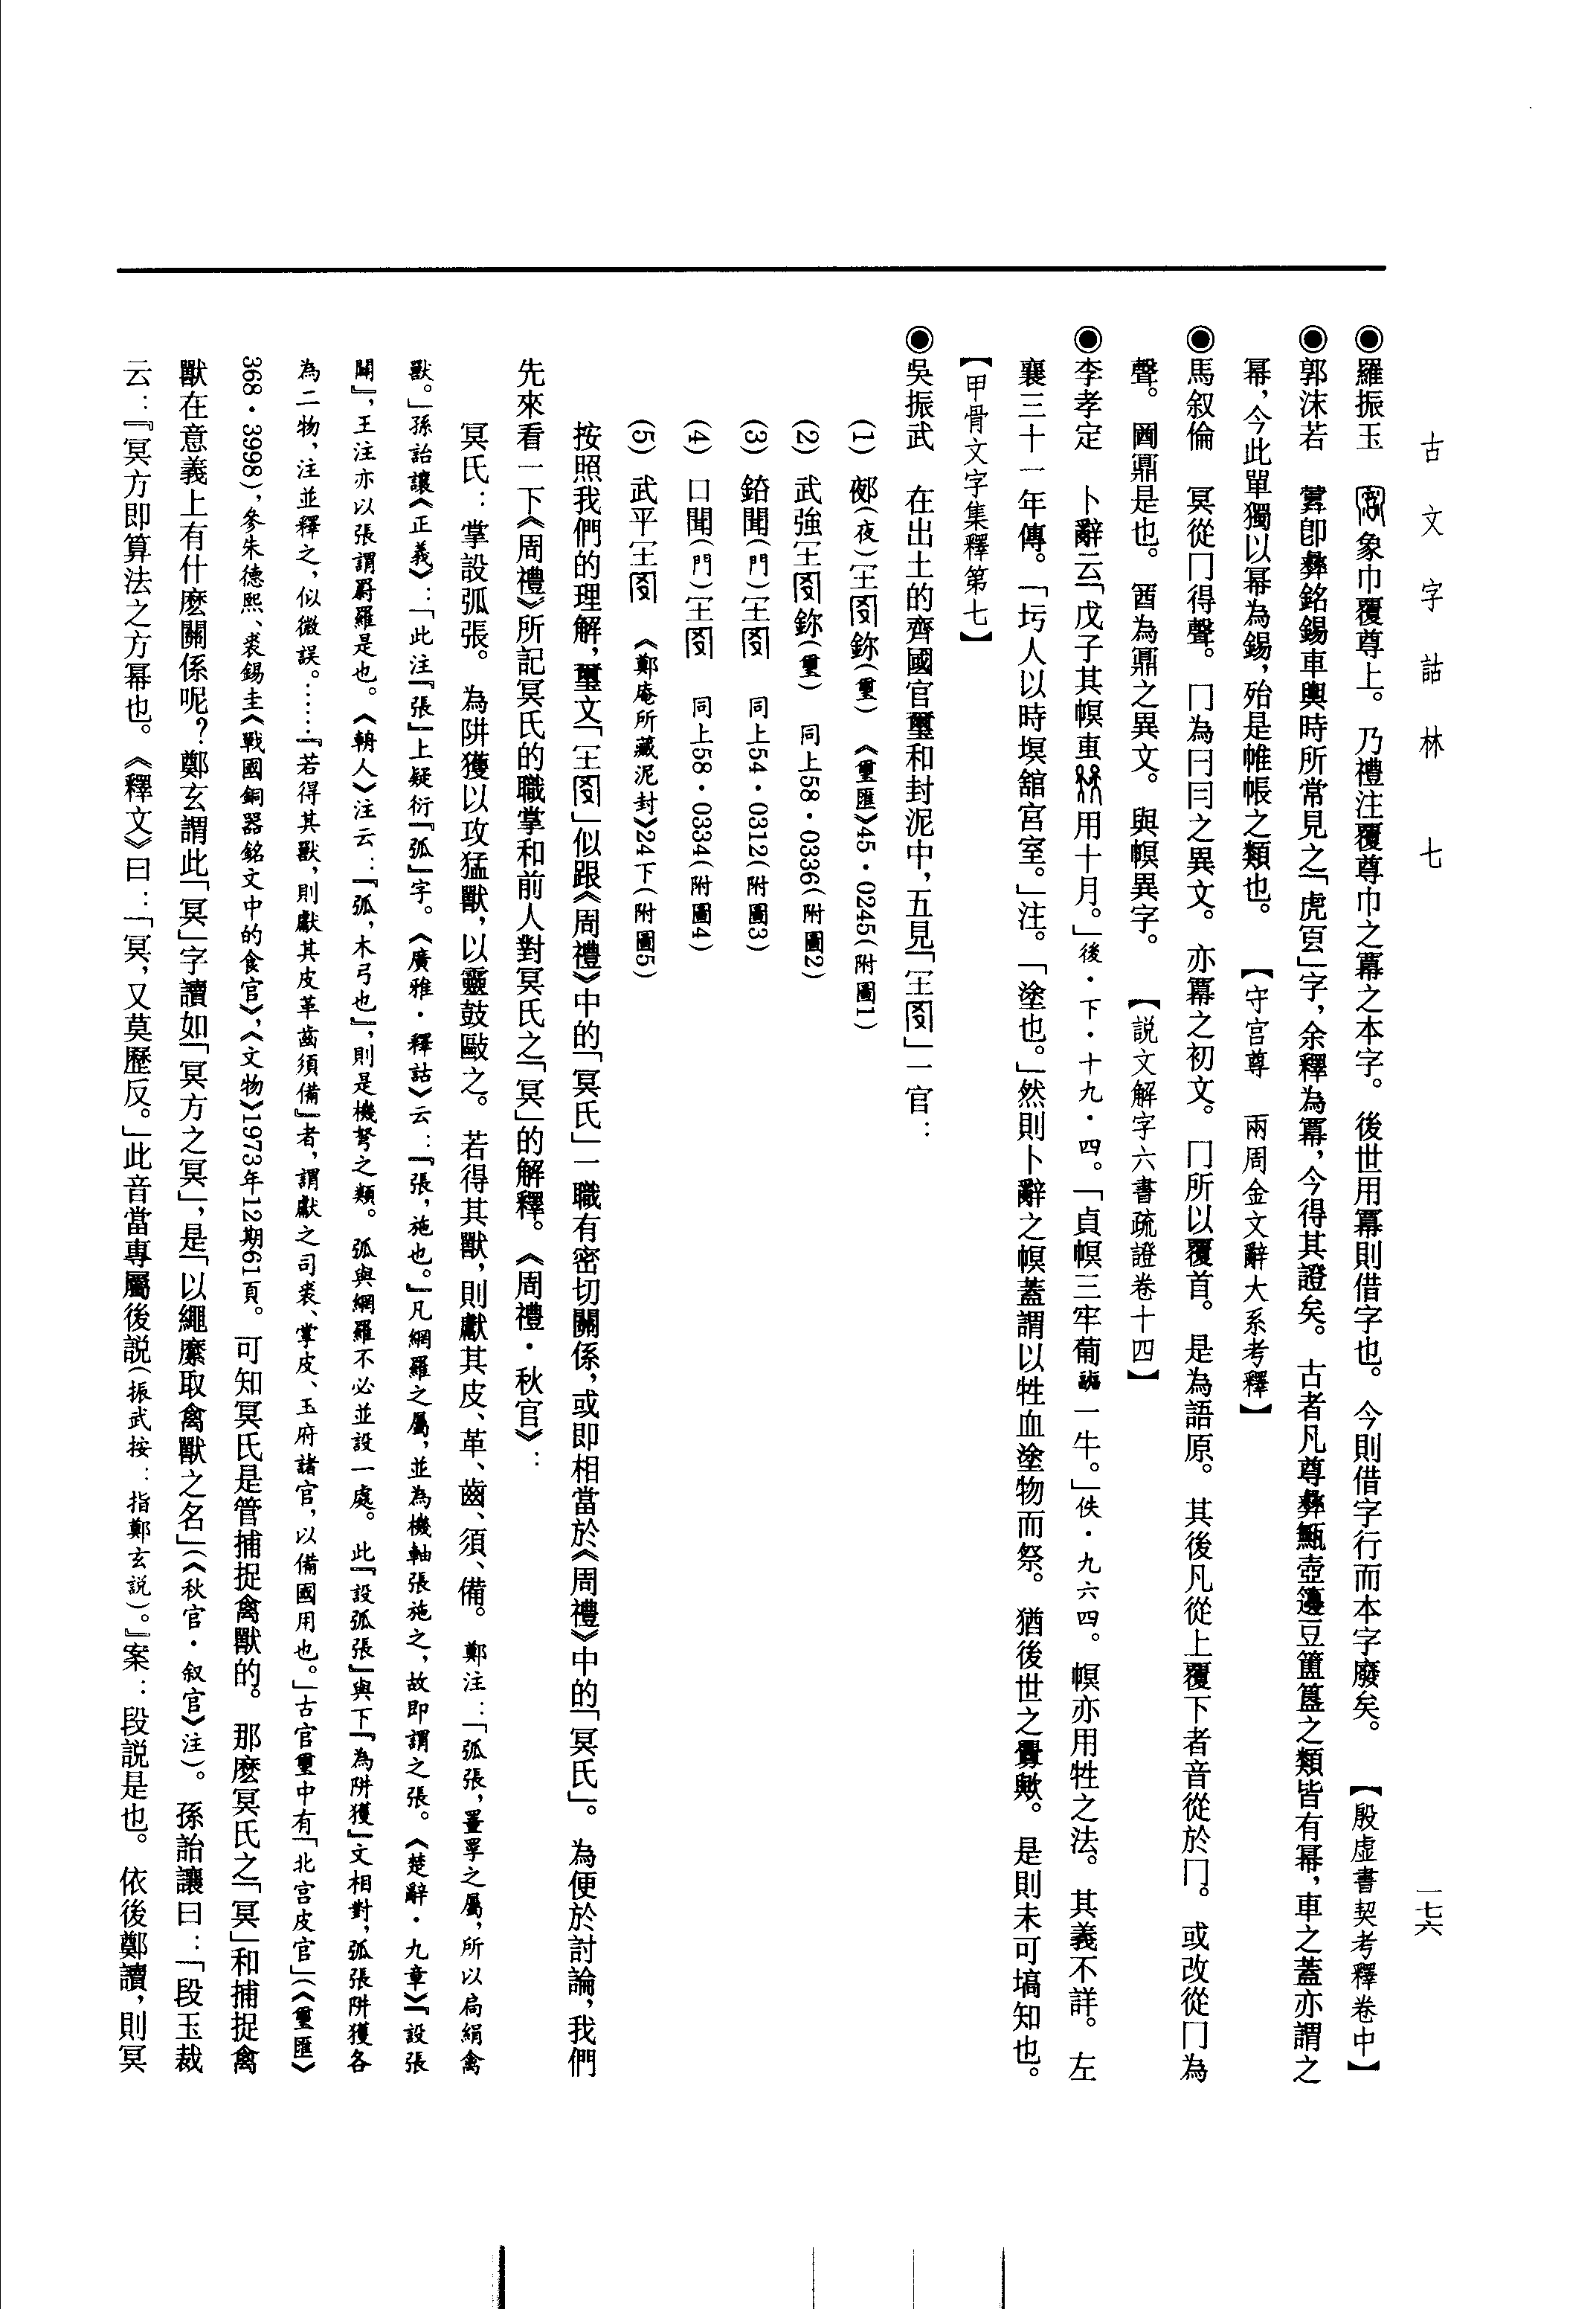 古文字詁林　七
一七六
◉羅振玉　象巾覆尊上。乃禮注覆尊巾之冪之本字。後世用冪則借字也。今則借字行而本字廢矣。【殷虛書契考釋卷中】
◉郭沫若　即彝銘錫車輿時所常見之「虎冟」字，余釋為冪，今得其證矣。古者凡尊彝甒壺籩豆簠簋之類皆有冪，車之蓋亦謂之
冪，今此單獨以冪為錫，殆是帷帳之類也。【守宮尊　兩周金文辭大系考釋】
◉馬叙倫　冥從冂得聲。冂為冃冃之異文。亦冪之初文。冂所以覆首。是為語原。其後凡從上覆下者音從於冂。或改從冂為
聲。鼏是也。為鼏之異文。與幎異字。【説文解字六書疏證卷十四】
◉李孝定　卜辭云「戊子其幎叀用十月。」後·下·十九·四。「貞幎三牢葡一牛。」佚·九六四。幎亦用牲之法。其義不詳。左
襄三十一年傳。「圬人以時塓舘宮室。」注。「塗也。」然則卜辭之幎蓋謂以牲血塗物而祭。猶後世之釁歟。是則未可塙知也。
【甲骨文字集釋第七】
◉吳振武　在出土的齊國官璽和封泥中，五見「」一官：
(1)　(夜)鉨(璽)　《璽匯》45·0245(附圖1)
(2)　武強鉨(璽)　同上58·0336(附圖2)
(3)　聞(門)　同上54·0312(附圖3)
(4)　口聞(門)　同上58·0334(附圖4)
(5)　武平　《鄭庵所藏泥封》24下(附圖5)
按照我們的理解，璽文「」似跟《周禮》中的「冥氏」一職有密切關係，或即相當於《周禮》中的「冥氏」。為便於討論，我們
先來看一下《周禮》所記冥氏的職掌和前人對冥氏之「冥」的解釋。《周禮·秋官》：
冥氏：掌設弧張。為阱擭以攻猛獸，以靈鼓敺之。若得其獸，則獻其皮、革、齒、須、備。鄭注：「弧張，罿罦之屬，所以扃絹禽
獸。」孫詒讓《正義》：「此注『張』上疑衍『弧』字。《廣雅·釋詁》云：『張，施也。』凡網羅之屬，並為機軸張施之，故即謂之張。《楚辭·九章》『設張
闢』，王注亦以張謂罻羅是也。《輈人》注云：『弧，木弓也』，則是機弩之類。弧與網羅不必並設一處。此『設弧張』與下『為阱擭』文相對，弧張阱擭各
為二物，注並釋之，似微誤。……『若得其獸，則獻其皮革齒須備』者，謂獻之司裘、掌皮、玉府諸官，以備國用也。」古官璽中有「北宮皮官」(《璽匯》
368·3998)，參朱德熙、裘錫圭《戰國銅器銘文中的食官》，《文物》1973年12期61頁。可知冥氏是管捕捉禽獸的。那麽冥氏之「冥」和捕捉禽
獸在意義上有什麽關係呢？鄭玄謂此「冥」字讀如「冥方之冥」，是「以繩縻取禽獸之名」(《秋官·叙官》注)。孫詒讓曰：「段玉裁
云：『冥方即算法之方冪也。《釋文》曰：「冥，又莫歷反。」此音當專屬後説(振武按：指鄭玄説)。』案：段説是也。依後鄭讀，則冥